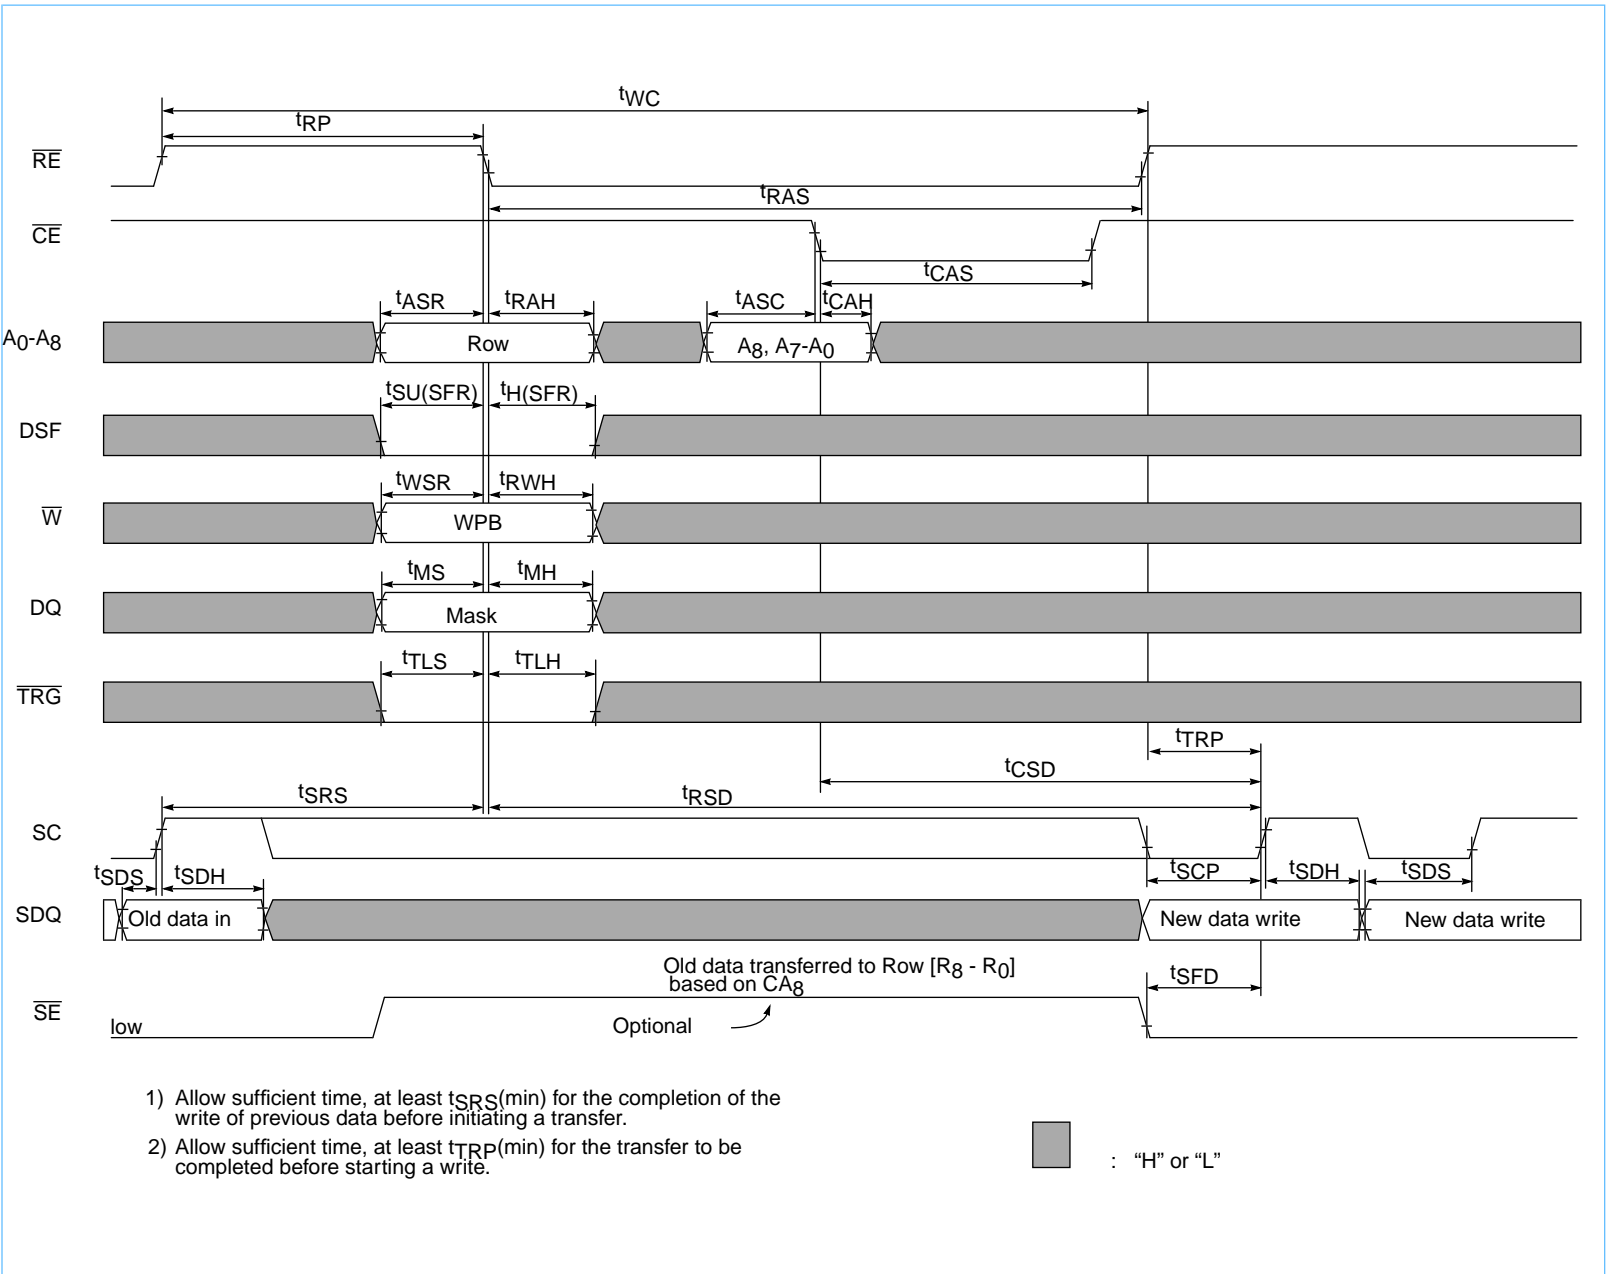 tWC
tRP
RE
tRAS
CE
tCAS
tASR tRAH tASC tCAH
A0-A8 Row A8, A7-A0
tSU(SFR) tH(SFR)
DSF
tWSR tRWH
W WPB
tMS tMH
DQ Mask
tTLS tTLH
TRG
tTRP
tCSD
tSRS tRSD
SC
tSDS tSDH tSCP tSDH tSDS
SDQ Old data in New data write New data write
Old data transferred to Row [R8 - R0]
based on CA8
tSFD
SE
low Optional
1) Allow sufficient time, at least tSRS(min) for the completion of the
write of previous data before initiating a transfer.
2) Allow sufficient time, at least tTRP(min) for the transfer to be
completed before starting a write.
: “H” or “L”